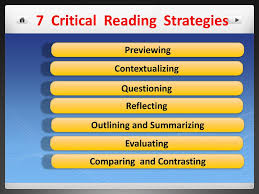 7 Critical Reading Strategies
Previewing
Contextualizing
Questioning
Reflecting
Outlining and Summarizing
Evaluating
Comparing and Contrasting